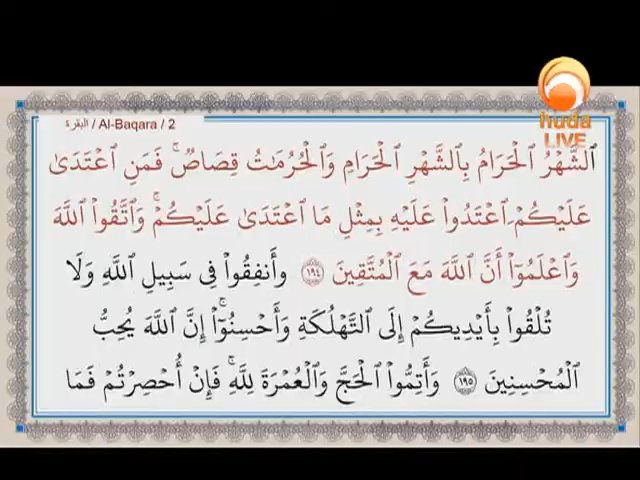 البقرة / Al-Baqara / 2
huda
LIVE
ٱلشَّهْرُ ٱلْحَرَامُ بِٱلشَّهْرِ ٱلْحَرَامِ وَٱلْحُرُمَٰتُ قِصَاصٌۚ فَمَنِ ٱعْتَدَىٰ
عَلَيْكُمْ فَٱعْتَدُوا۟ عَلَيْهِ بِمِثْلِ مَا ٱعْتَدَىٰ عَلَيْكُمْۚ وَٱتَّقُوا۟ ٱللَّهَ
وَٱعْلَمُوٓا۟ أَنَّ ٱللَّهَ مَعَ ٱلْمُتَّقِينَ ١٩٤ وَأَنفِقُوا۟ فِى سَبِيلِ ٱللَّهِ وَلَا
تُلْقُوا۟ بِأَيْدِيكُمْ إِلَى ٱلتَّهْلُكَةِ وَأَحْسِنُوٓا۟ۚ إِنَّ ٱللَّهَ يُحِبُّ
ٱلْمُحْسِنِينَ ١٩٥ وَأَتِمُّوا۟ ٱلْحَجَّ وَٱلْعُمْرَةَ لِلَّهِۚ فَإِنْ أُحْصِرْتُمْ فَمَا